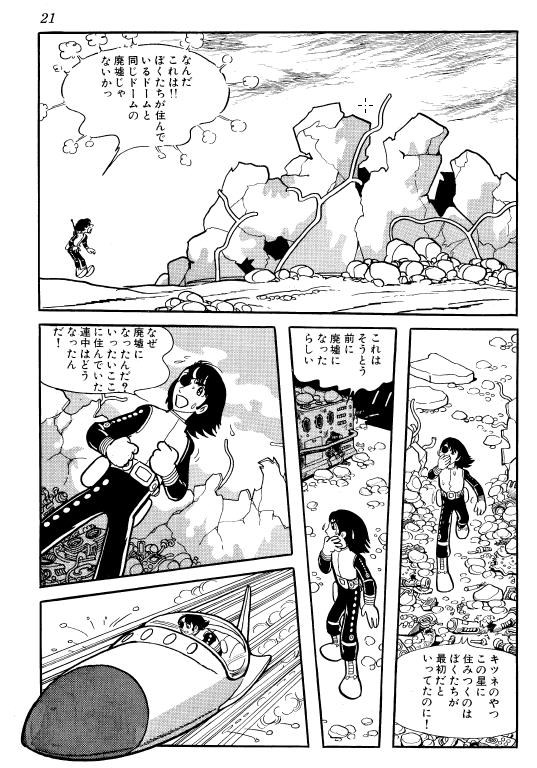 21
なんだ
これは!!
ぼくたちが住んで
いるドームと
同じドームの
廃墟じゃ
ないかっ
キツネのやつ
この星に
住みつくのは
ぼくたちが
最初だと
いってたのに!
これは
そうとう
前に
廃墟に
なった
らしい
なぜ
廃墟に
なったんだ?
いったいここ
に住んでいた
連中はどう
なったん
だ!